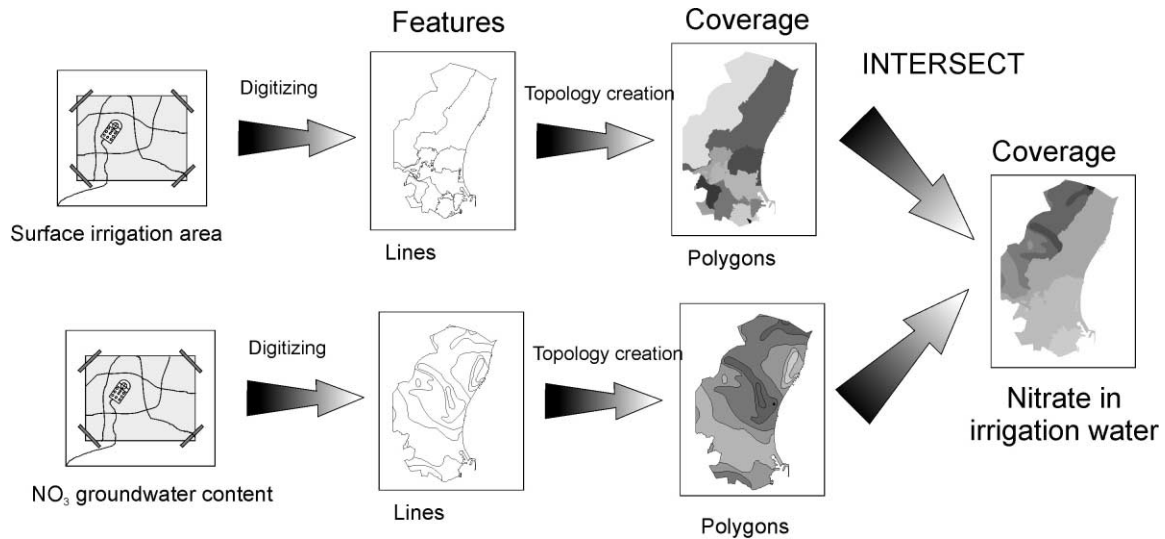 Features
Coverage
INTERSECT
Digitizing
Topology creation
Surface irrigation area
Lines
Polygons
Coverage
Digitizing
Topology creation
NO₃ groundwater content
Lines
Polygons
Nitrate in
irrigation water